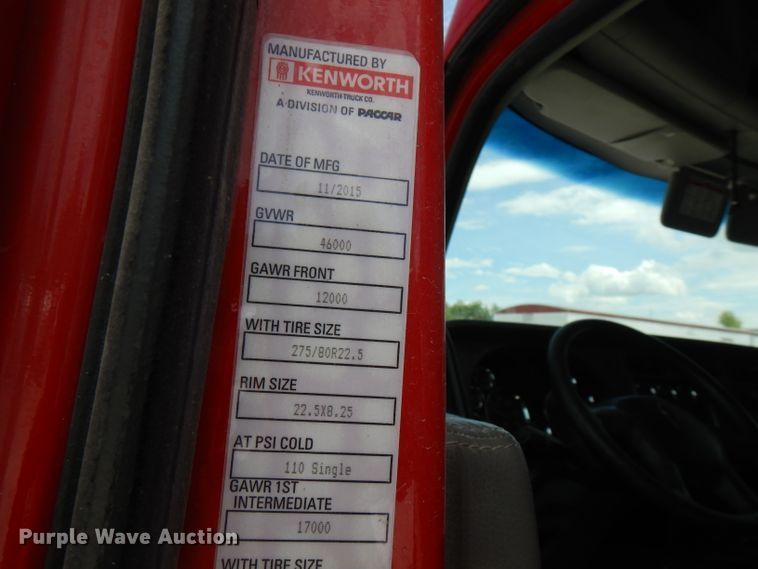 MANUFACTURED BY
KENWORTH
KENWORTH TRUCK CO.
A DIVISION OF PACCAR
DATE OF MFG
11/2015
GVWR
46000
GAWR FRONT
12000
WITH TIRE SIZE
275/80R22.5
RIM SIZE
22.5X8.25
AT PSI COLD
110 Single
GAWR 1ST
INTERMEDIATE
17000
WITH TIRE SIZE
Purple Wave Auction®